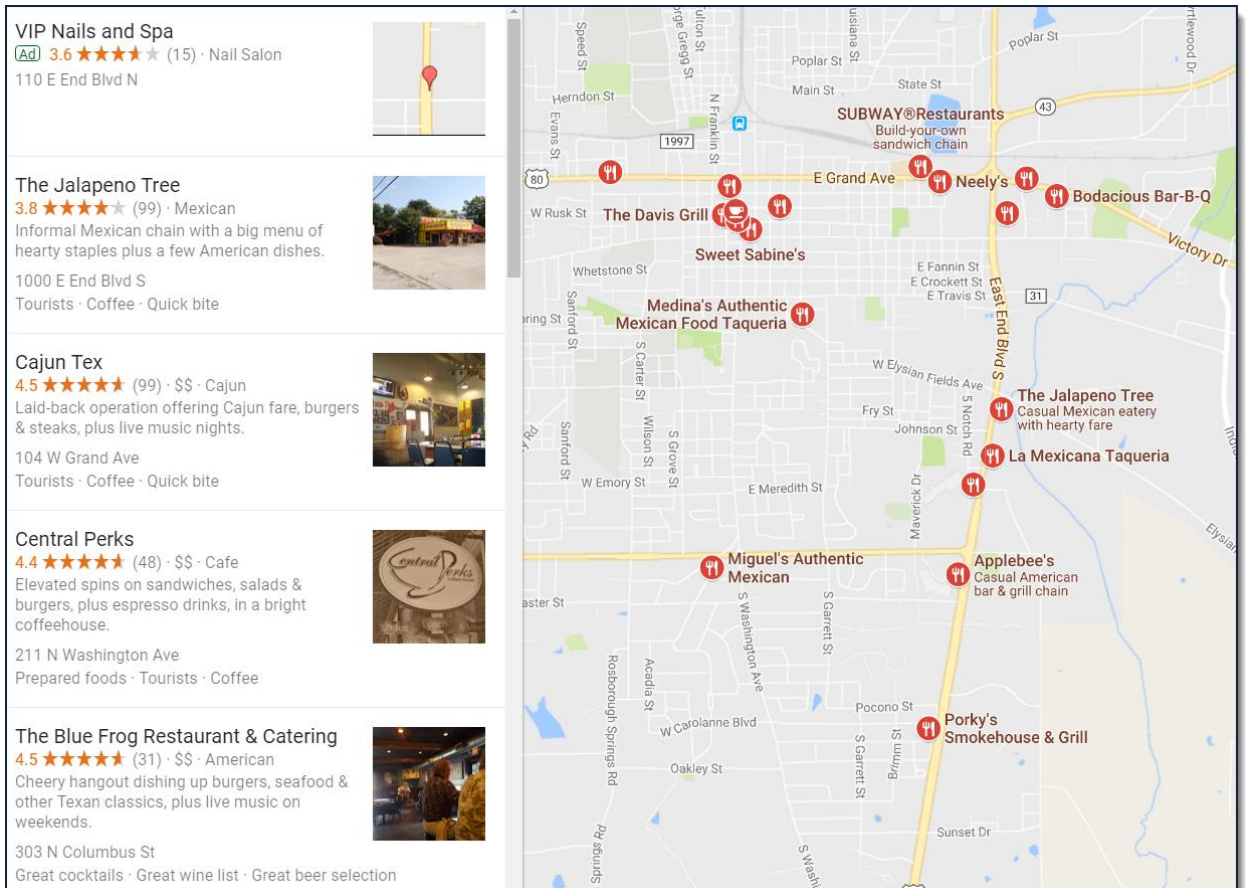 VIP Nails and Spa
Ad 3.6 (15) · Nail Salon
110 E End Blvd N
The Jalapeno Tree
3.8 (99) · Mexican
Informal Mexican chain with a big menu of
hearty staples plus a few American dishes.
1000 E End Blvd S
Tourists · Coffee · Quick bite
Cajun Tex
4.5 (99) · $$ · Cajun
Laid-back operation offering Cajun fare, burgers
& steaks, plus live music nights.
104 W Grand Ave
Tourists · Coffee · Quick bite
Central Perks
4.4 (48) · $$ · Cafe
Elevated spins on sandwiches, salads &
burgers, plus espresso drinks, in a bright
coffeehouse.
211 N Washington Ave
Prepared foods · Tourists · Coffee
Central Perks
The Blue Frog Restaurant & Catering
4.5 (31) · $$ · American
Cheery hangout dishing up burgers, seafood &
other Texan classics, plus live music on
weekends.
303 N Columbus St
Great cocktails · Great wine list · Great beer selection
Speed St
Poplar St
Poplar St
Main St
State St
Herndon St
Evans St
N Franklin St
SUBWAY®Restaurants
Build-your-own
sandwich chain
43
1997
80
E Grand Ave
Neely's
Bodacious Bar-B-Q
W Rusk St
The Davis Grill
Sweet Sabine's
Victory Dr
Whetstone St
E Fannin St
E Crockett St
E Travis St
31
East End Blvd S
Medina's Authentic
Mexican Food Taqueria
Sanford St
S Carter St
W Elysian Fields Ave
The Jalapeno Tree
Casual Mexican eatery
with hearty fare
Fry St
Johnson St
S Notch Rd
La Mexicana Taqueria
Sanford St
Wilson St
S Grove St
W Emory St
E Meredith St
Maverick Dr
Miguel's Authentic
Mexican
Applebee's
Casual American
bar & grill chain
S Washington Ave
S Garrett St
Rosborough Springs Rd
Acadia St
Pocono St
W Carolanne Blvd
Porky's
Smokehouse & Grill
Oakley St
S Garrett St
Brimm St
Sunset Dr